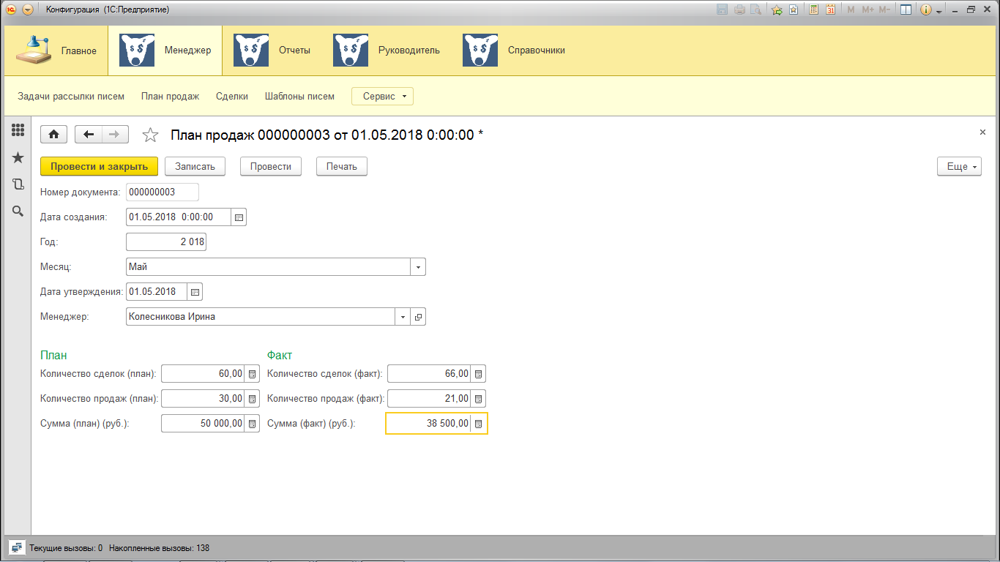 Конфигурация (1С:Предприятие)
M M+ M-
Главное Менеджер Отчеты Руководитель Справочники
Задачи рассылки писем План продаж Сделки Шаблоны писем Сервис
План продаж 000000003 от 01.05.2018 0:00:00 *
Провести и закрыть Записать Провести Печать Еще
Номер документа: 000000003
Дата создания: 01.05.2018 0:00:00
Год: 2 018
Месяц: Май
Дата утверждения: 01.05.2018
Менеджер: Колесникова Ирина
План Факт
Количество сделок (план): 60,00 Количество сделок (факт): 66,00
Количество продаж (план): 30,00 Количество продаж (факт): 21,00
Сумма (план) (руб.): 50 000,00 Сумма (факт) (руб.): 38 500,00
Текущие вызовы: 0 Накопленные вызовы: 138